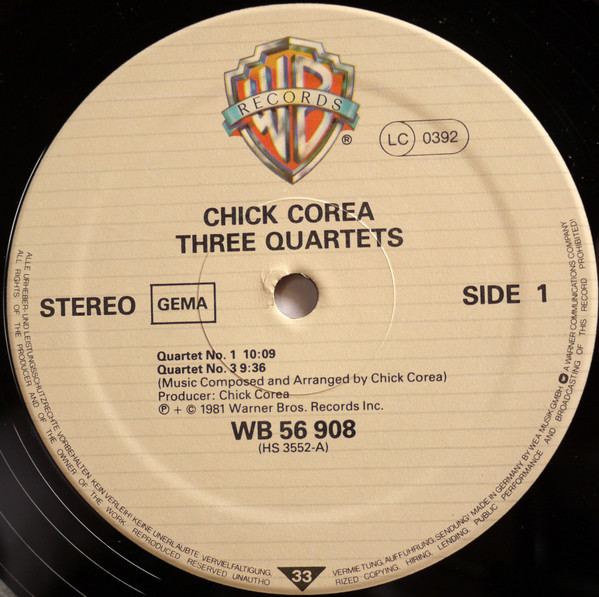 WB
RECORDS
®
LC 0392
CHICK COREA
THREE QUARTETS
STEREO GEMA SIDE 1
Quartet No. 1 10:09
Quartet No. 3 9:36
(Music Composed and Arranged by Chick Corea)
Producer: Chick Corea
℗ + © 1981 Warner Bros. Records Inc.
WB 56 908
(HS 3552-A)
33
ALLE URHEBER- UND LEISTUNGSSCHUTZRECHTE VORBEHALTEN. KEIN VERLEIH! KEINE UNERLAUBTE VERVIELFÄLTIGUNG, VERMIETUNG, AUFFÜHRUNG, SENDUNG! MADE IN GERMANY BY WEA MUSIK GMBH A WARNER COMMUNICATIONS COMPANY
ALL RIGHTS OF THE PRODUCER AND OF THE OWNER OF THE WORK REPRODUCED RESERVED UNAUTHORIZED COPYING, HIRING, LENDING, PUBLIC PERFORMANCE AND BROADCASTING OF THIS RECORD PROHIBITED!